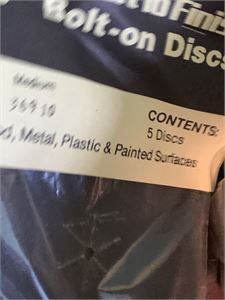 Bolt-on Discs
Medium
36910
CONTENTS:
5 Discs
Metal, Plastic & Painted Surfaces